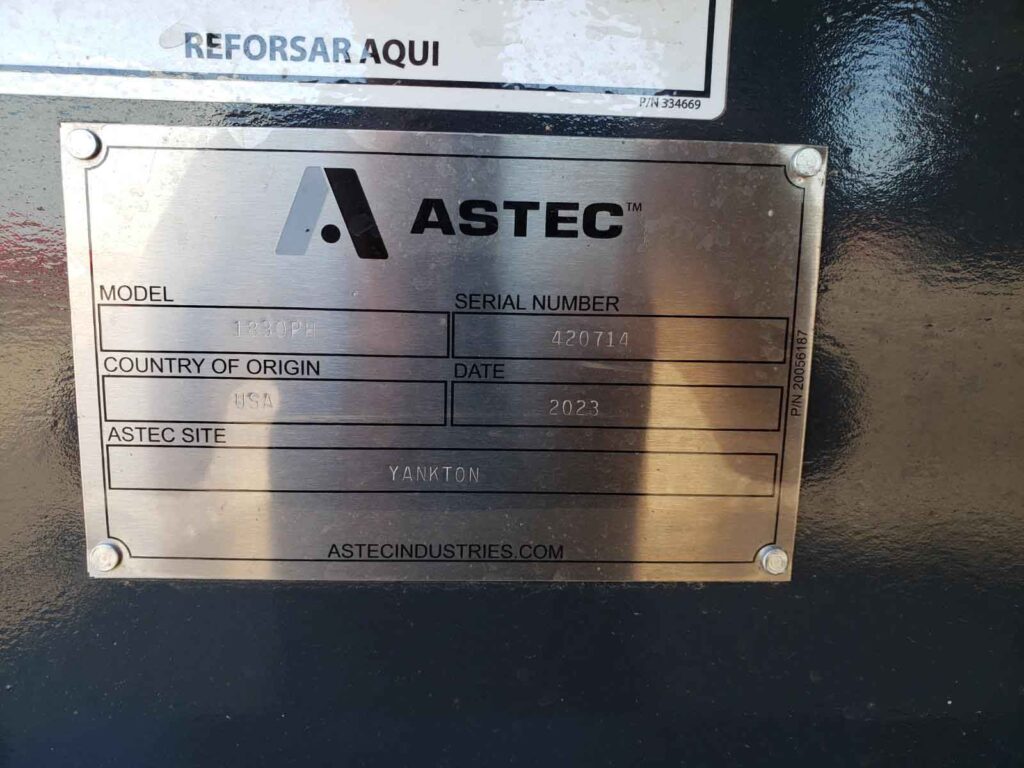 REFORSAR AQUI
P/N 334669
ASTEC™
MODEL
SERIAL NUMBER
1830PH
420714
COUNTRY OF ORIGIN
DATE
USA
2023
ASTEC SITE
YANKTON
P/N 20056187
ASTECINDUSTRIES.COM